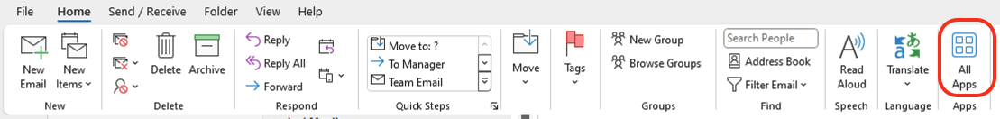 File Home Send / Receive Folder View Help
New Email
New Items
Delete
Archive
New
Delete
Reply
Reply All
Forward
Respond
Move to: ?
To Manager
Team Email
Quick Steps
Move
Tags
New Group
Browse Groups
Groups
Search People
Address Book
Filter Email
Find
Read Aloud
Speech
Translate
Language
All Apps
Apps